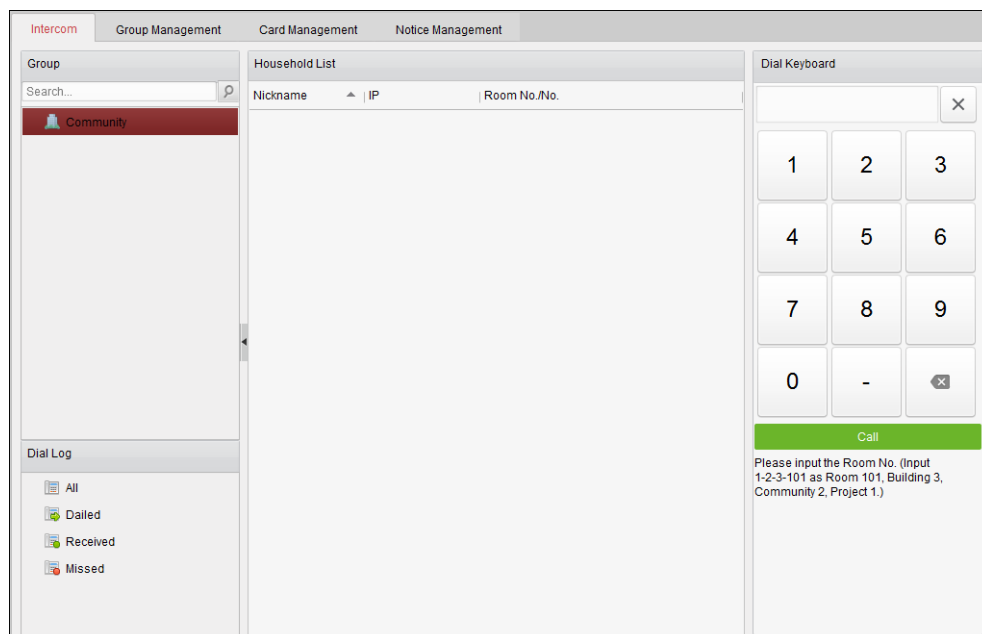 Intercom
Group Management
Card Management
Notice Management
Group
Search...
Community
Dial Log
All
Dailed
Received
Missed
Household List
Nickname
IP
Room No./No.
Dial Keyboard
1 2 3
4 5 6
7 8 9
0 -
Call
Please input the Room No. (Input
1-2-3-101 as Room 101, Building 3,
Community 2, Project 1.)